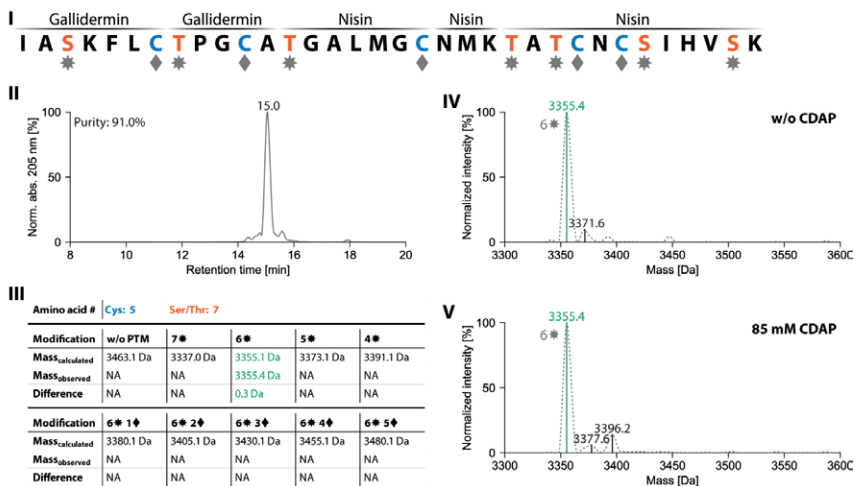 I
Gallidermin Gallidermin Nisin Nisin Nisin
I A S K F L C T P G C A T G A L M G C N M K T A T C N C S I H V S K
II
Purity: 91.0%
15.0
Norm. abs. 205 nm [%]
100
50
0
8 10 12 14 16 18 20
Retention time [min]
III
Amino acid # Cys: 5 Ser/Thr: 7
Modification w/o PTM 7✸ 6✸ 5✸ 4✸
Mass calculated 3463.1 Da 3337.0 Da 3355.1 Da 3373.1 Da 3391.1 Da
Mass observed NA NA 3355.4 Da NA NA
Difference NA NA 0.3 Da NA NA
Modification 6✸ 1♦ 6✸ 2♦ 6✸ 3♦ 6✸ 4♦ 6✸ 5♦
Mass calculated 3380.1 Da 3405.1 Da 3430.1 Da 3455.1 Da 3480.1 Da
Mass observed NA NA NA NA NA
Difference NA NA NA NA NA
IV
3355.4
6✸
w/o CDAP
3371.6
Normalized intensity [%]
100
50
0
3300 3350 3400 3450 3500 3550 3600
Mass [Da]
V
3355.4
6✸
85 mM CDAP
3377.6
3396.2
Normalized intensity [%]
100
50
0
3300 3350 3400 3450 3500 3550 3600
Mass [Da]